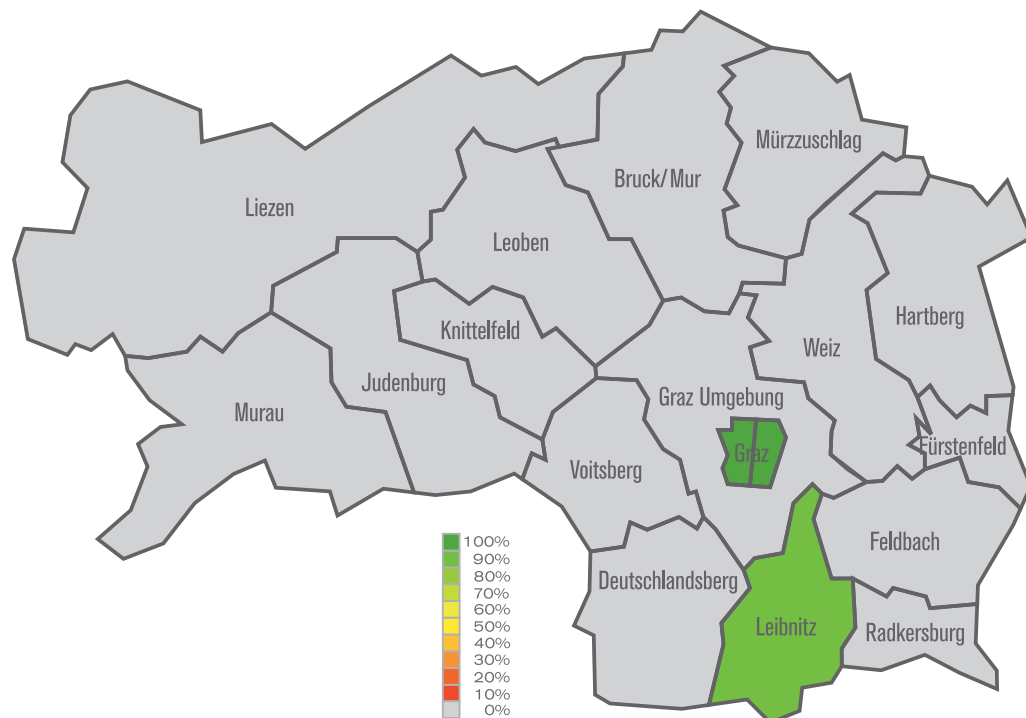 Mürzzuschlag
Bruck/Mur
Liezen
Leoben
Hartberg
Knittelfeld
Weiz
Judenburg
Graz Umgebung
Murau
Fürstenfeld
Graz
Voitsberg
Feldbach
Deutschlandsberg
Leibnitz
Radkersburg
100%
90%
80%
70%
60%
50%
40%
30%
20%
10%
0%